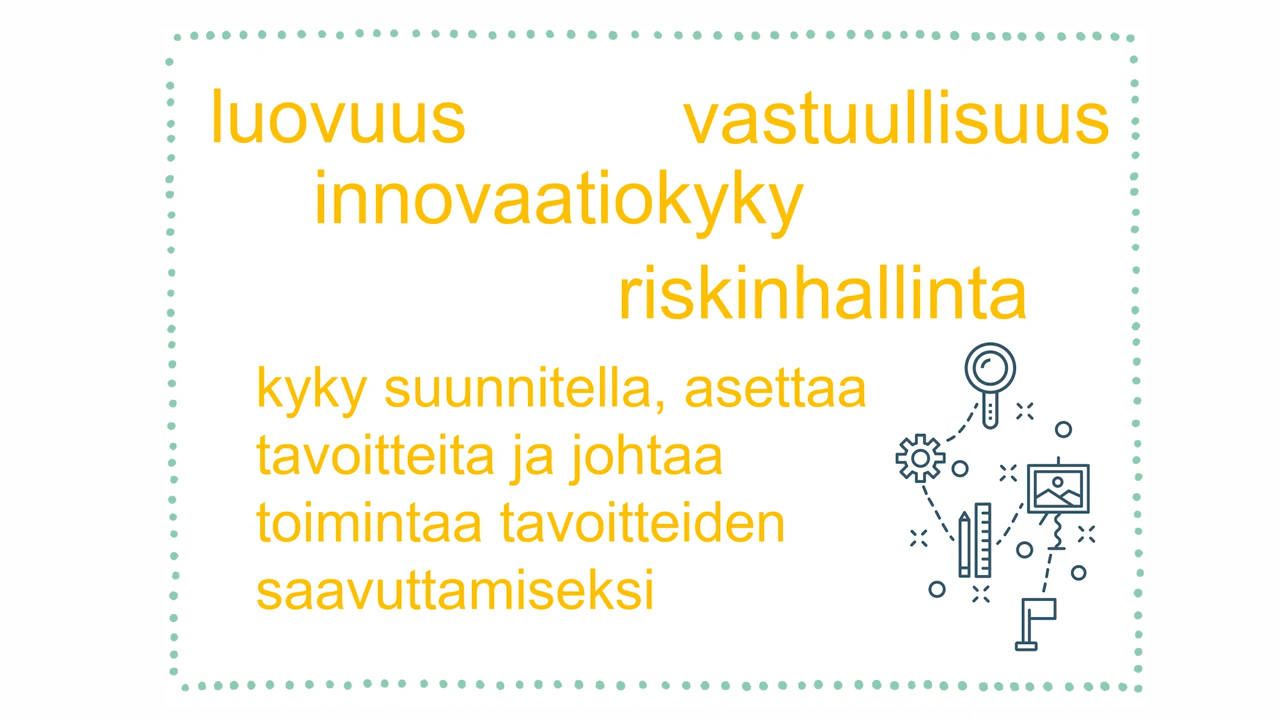 luovuus
vastuullisuus
innovaatiokyky
riskinhallinta
kyky suunnitella, asettaa
tavoitteita ja johtaa
toimintaa tavoitteiden
saavuttamiseksi